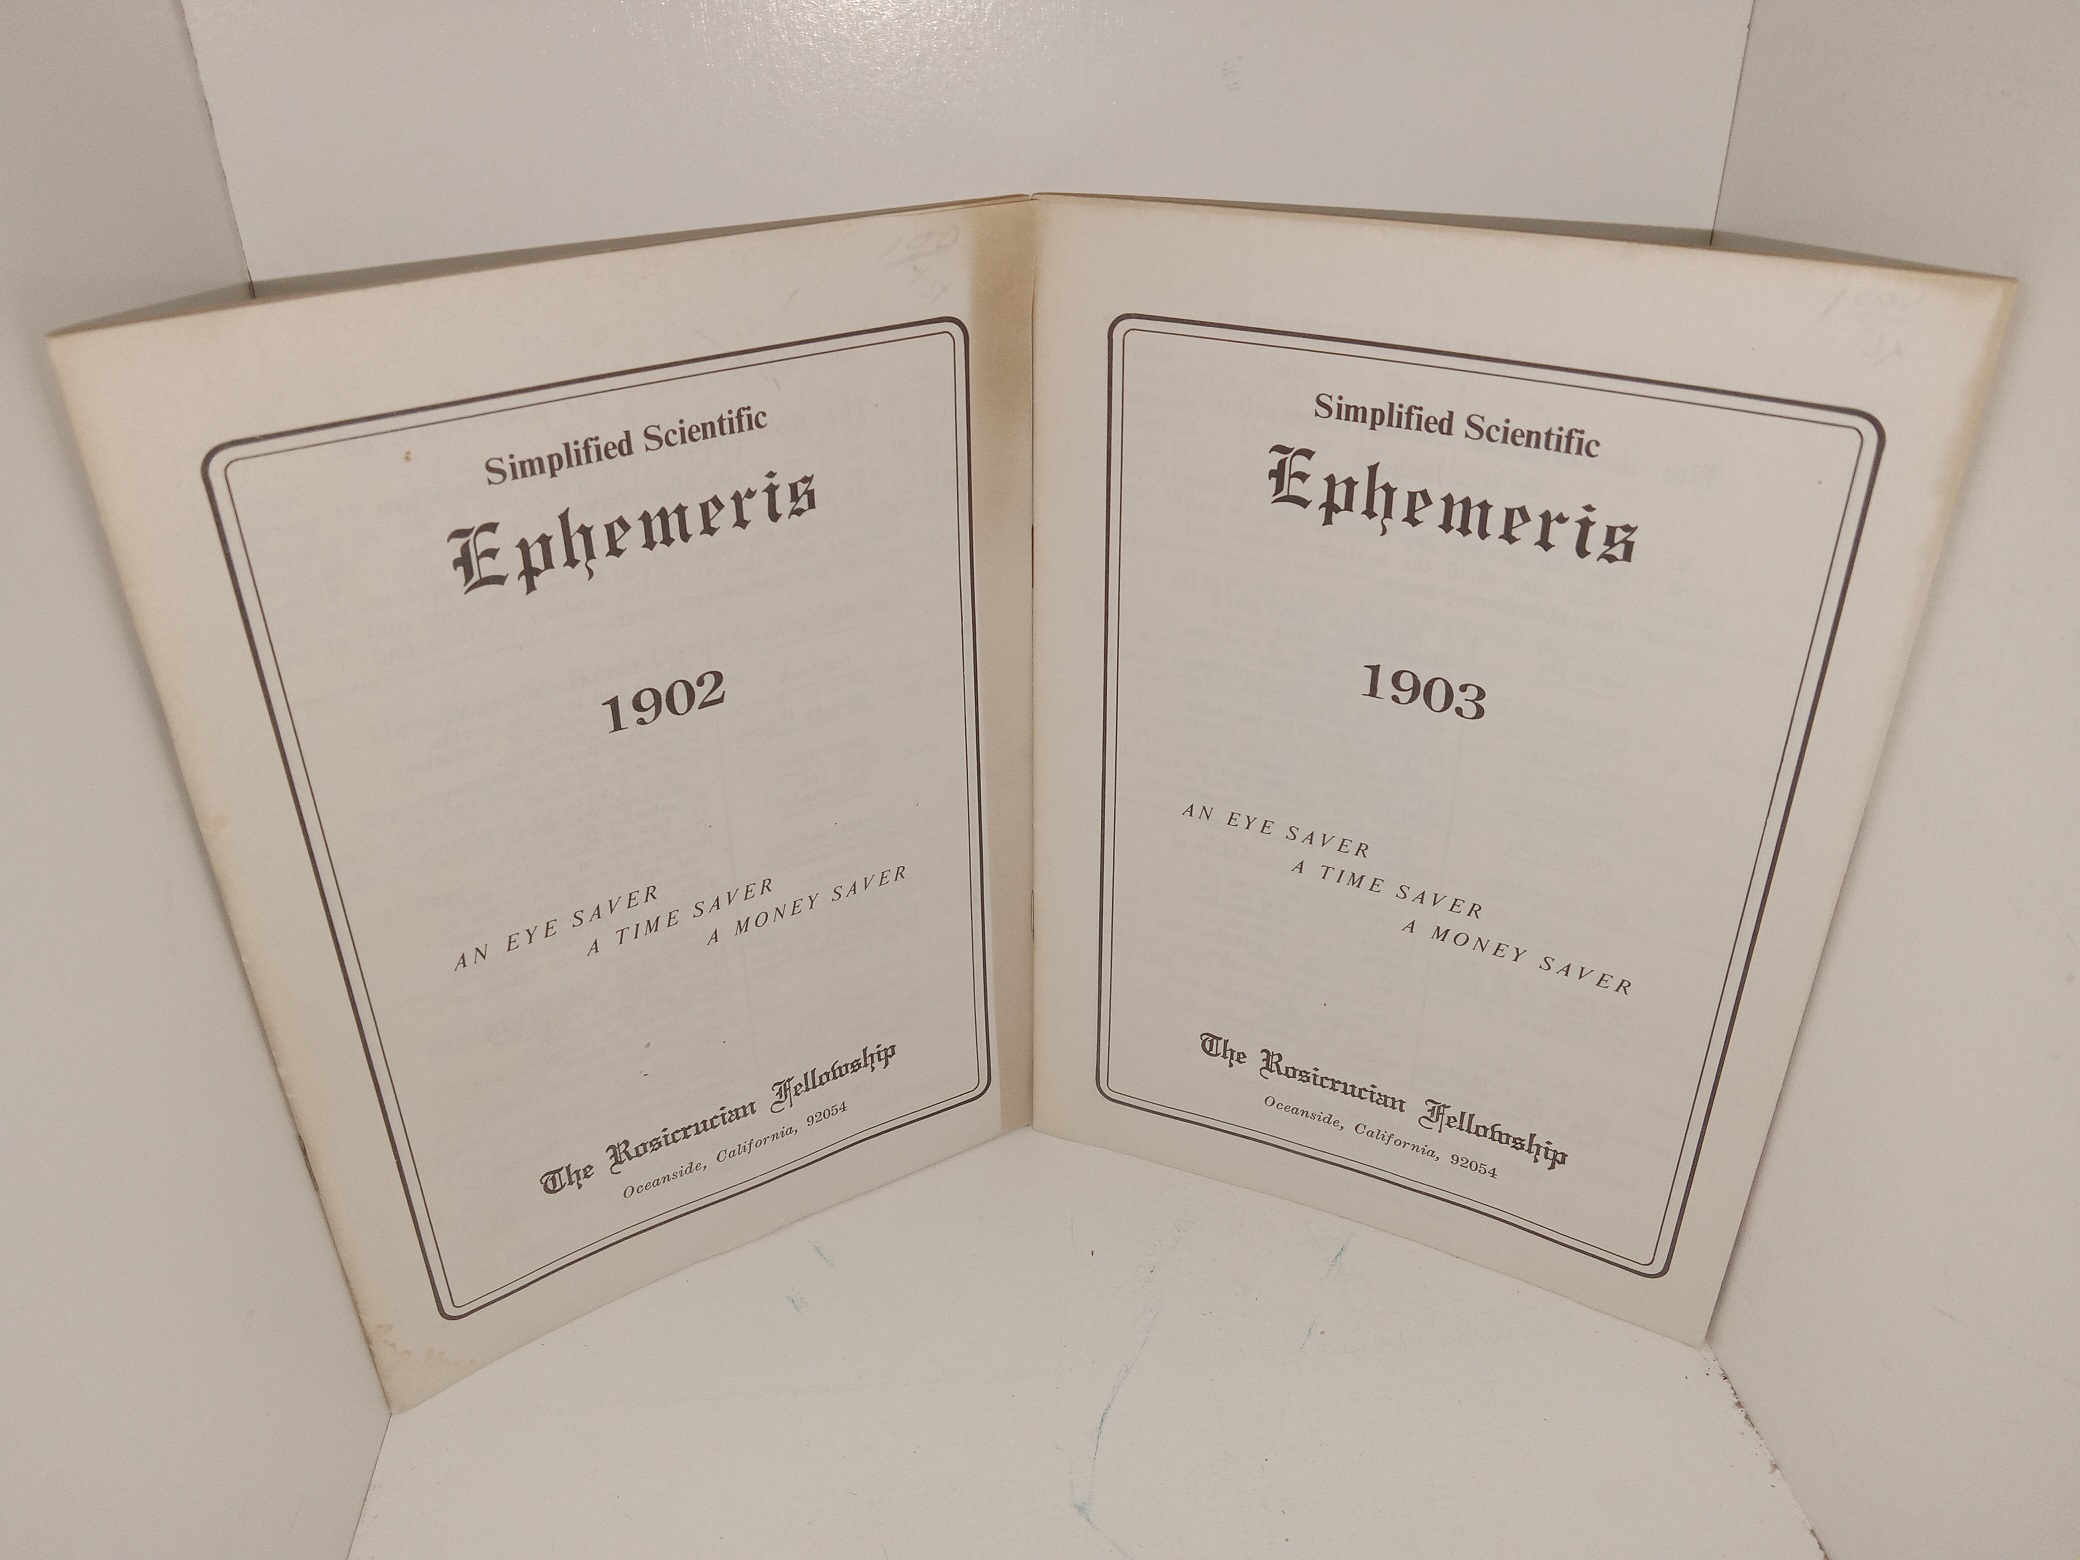 Simplified Scientific
Ephemeris
1902
AN EYE SAVER
A TIME SAVER
A MONEY SAVER
The Rosicrucian Fellowship
Oceanside, California, 92054
Simplified Scientific
Ephemeris
1903
AN EYE SAVER
A TIME SAVER
A MONEY SAVER
The Rosicrucian Fellowship
Oceanside, California, 92054